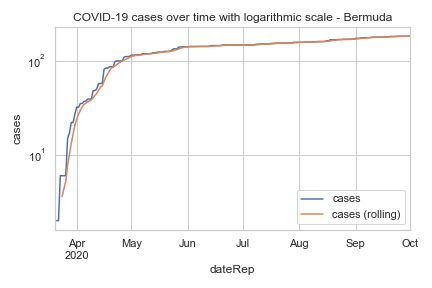 COVID-19 cases over time with logarithmic scale - Bermuda
cases
10²
10¹
cases
cases (rolling)
Apr
2020
May
Jun
Jul
Aug
Sep
Oct
dateRep